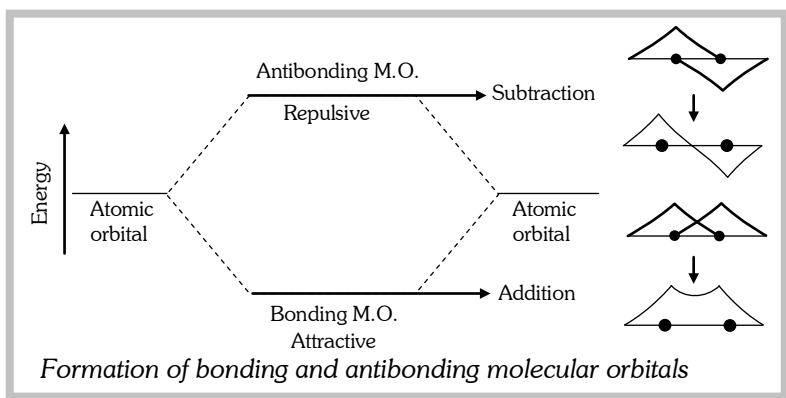 Antibonding M.O.
Subtraction
Repulsive
Energy
Atomic
orbital
Atomic
orbital
Addition
Bonding M.O.
Attractive
Formation of bonding and antibonding molecular orbitals